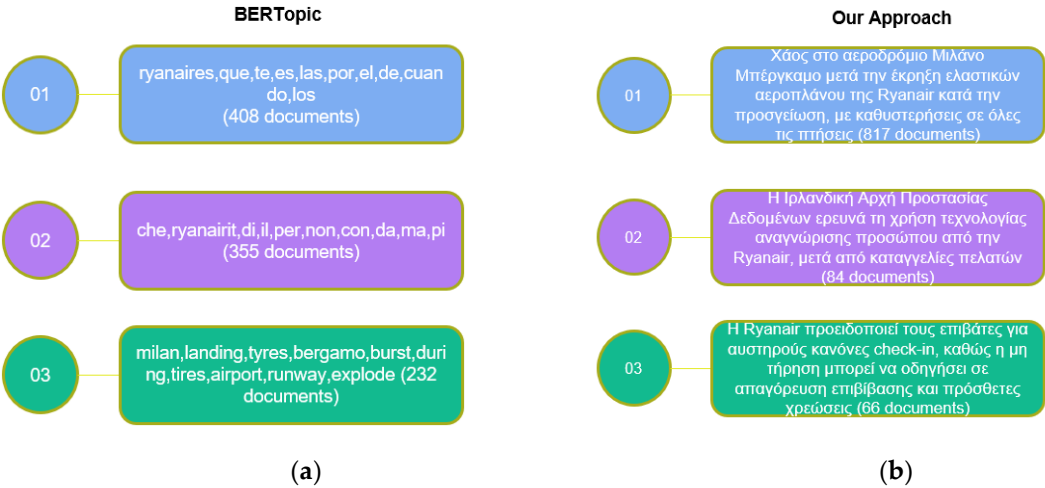 BERTopic
01
ryanaires,que,te,es,las,por,el,de,cuan
do,los
(408 documents)
02
che,ryanairit,di,il,per,non,con,da,ma,pi
(355 documents)
03
milan,landing,tyres,bergamo,burst,duri
ng,tires,airport,runway,explode (232
documents)
(a)
Our Approach
01
Χάος στο αεροδρόμιο Μιλάνο
Μπέργκαμο μετά την έκρηξη ελαστικών
αεροπλάνου της Ryanair κατά την
προσγείωση, με καθυστερήσεις σε όλες
τις πτήσεις (817 documents)
02
Η Ιρλανδική Αρχή Προστασίας
Δεδομένων ερευνά τη χρήση τεχνολογίας
αναγνώρισης προσώπου από την
Ryanair, μετά από καταγγελίες πελατών
(84 documents)
03
Η Ryanair προειδοποιεί τους επιβάτες για
αυστηρούς κανόνες check-in, καθώς η μη
τήρηση μπορεί να οδηγήσει σε
απαγόρευση επιβίβασης και πρόσθετες
χρεώσεις (66 documents)
(b)